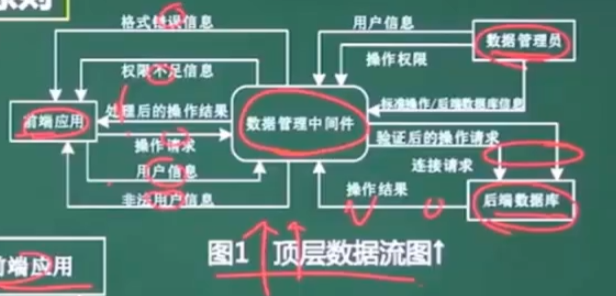 格式错误信息
用户信息
数据管理员
权限不足信息
操作权限
处理后的操作结果
标准操作/后端数据库信息
前端应用
数据管理中间件
验证后的操作请求
操作请求
连接请求
用户信息
操作结果
后端数据库
非法用户信息
图1 顶层数据流图↑
前端应用